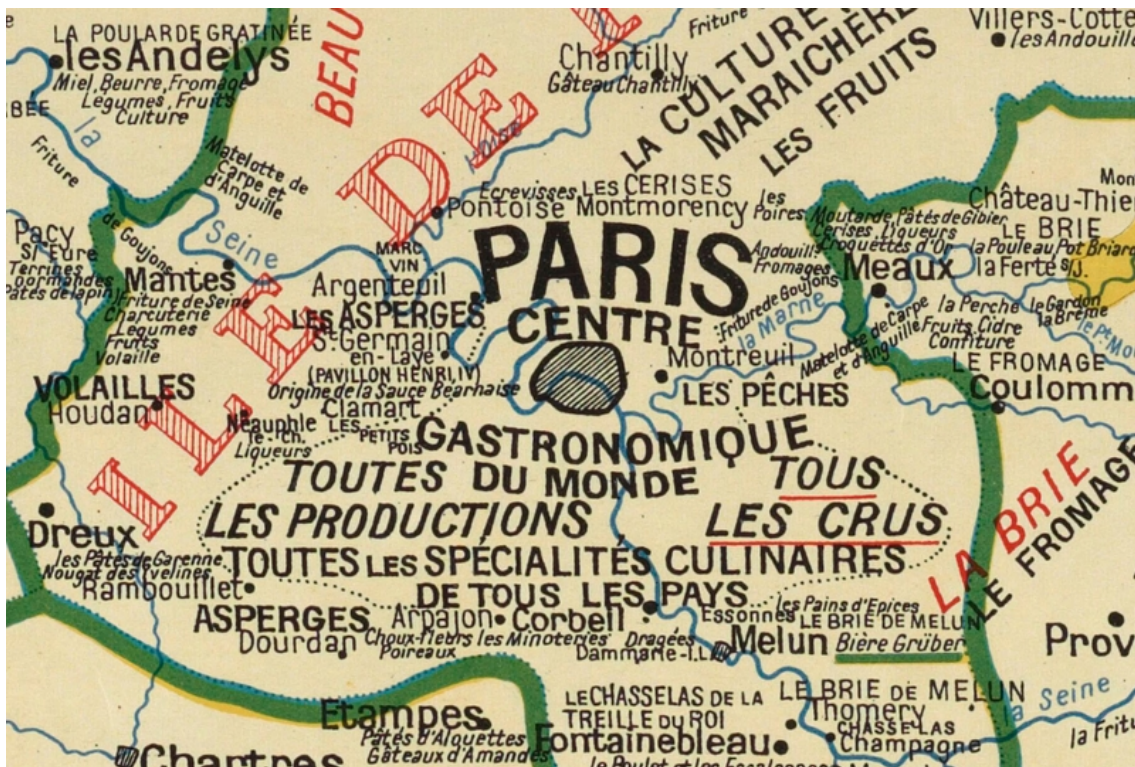 LA POULARDE GRATINÉE
les Andelys
Miel, Beurre, Fromage
Légumes, Fruits
Culture
BEAU
Friture
Chantilly
Gâteau Chantilly
LA CULTURE
MARAICHÈRE
LES FRUITS
Villers-Cotte
les Andouill
BÉE
la
Friture
Matelotte de
Carpe et
d'Anguille
l'Oise
ILE DE
Ecrevisses
Pontoise
LES CERISES
Montmorency
les
Poires
Moutarde, Pâtés de Gibier
Cerises, Liqueurs
Croquettes d'Or
Mon
Château-Thie
LE BRIE
la Poule au Pot Briard
la Ferté s/J.
Pacy
S/ Eure
Terrines
Gourmandes
Pâtés de lapin
de Goujons
Seine
Mantes
Friture de Seine
Charcuterie
Légumes
Fruits
Volaille
MARC
VIN
Argenteuil
LES ASPERGES
St Germain
en-Laye
(PAVILLON HENRI IV)
Origine de la Sauce Béarnaise
PARIS
CENTRE
Andouille
Fromages
Meaux
Friture de Goujons
la Marne
Matelotte de Carpe
et d'Anguille
la Perche
Fruits, Cidre
Confiture
le Gardon
la Brème
le Pt Mo
Montreuil
LES PÊCHES
LE FROMAGE
Coulomm
VOLAILLES
Houdan
Neauphle
le Ch.
Liqueurs
Clamart
LES
PETITS
POIS
GASTRONOMIQUE
DU MONDE
TOUTES
LES PRODUCTIONS
TOUS
LES CRUS
TOUTES LES SPÉCIALITÉS CULINAIRES
DE TOUS LES PAYS
LA BRIE
LE FROMAGE
Dreux
les Pâtés de Garenne
Nougat des Yvelines
Rambouillet
ASPERGES
Dourdan
Arpajon
Choux-fleurs
Poireaux
Corbeil
les Minoteries
Dragées
Dammarie-l.L
Essonnes
les Pains d'Epices
LE BRIE DE MELUN
Melun
Bière Grüber
Prov
Etampes
Pâtés d'Alouettes
Gâteaux d'Amandes
Chartres
LE CHASSELAS DE LA
TREILLE DU ROI
Fontainebleau
LE BRIE DE MELUN
Thomery
CHASSELAS
Champagne
la Seine
la Fritu